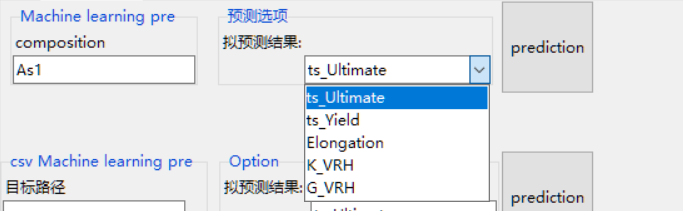 Machine learning pre
预测选项
composition
拟预测结果:
prediction
As1
ts_Ultimate
ts_Ultimate
ts_Yield
Elongation
K_VRH
G_VRH
csv Machine learning pre
Option
目标路径
拟预测结果:
prediction
ts_Ultimate